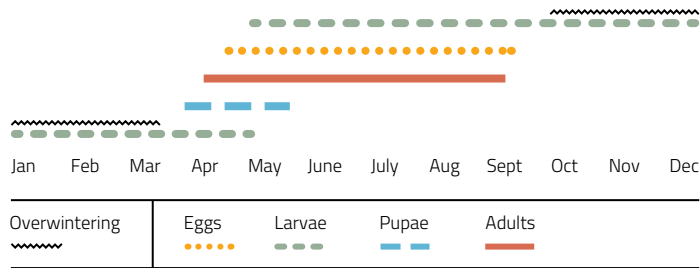 Jan Feb Mar Apr May June July Aug Sept Oct Nov Dec
Overwintering Eggs Larvae Pupae Adults